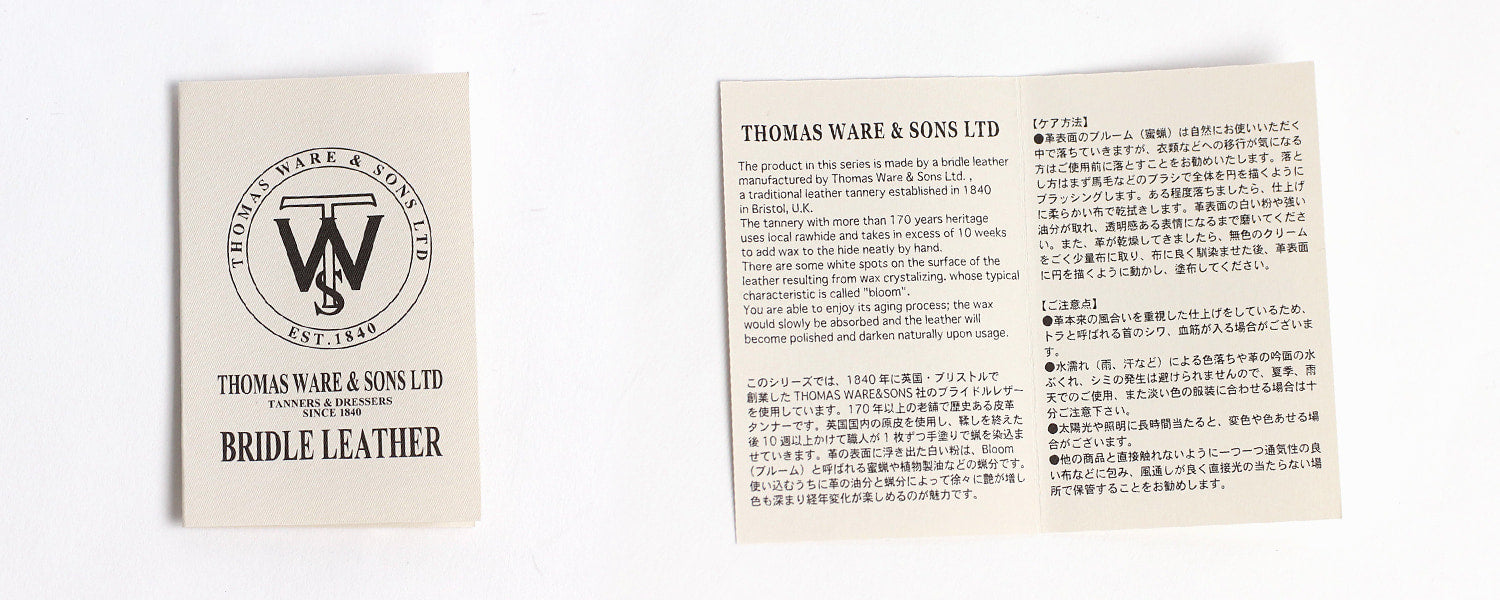 THOMAS WARE & SONS LTD
TWS
EST.1840
THOMAS WARE & SONS LTD
TANNERS & DRESSERS
SINCE 1840
BRIDLE LEATHER
THOMAS WARE & SONS LTD
The product in this series is made by a bridle leather
manufactured by Thomas Ware & Sons Ltd. ,
a traditional leather tannery established in 1840
in Bristol, U.K.
The tannery with more than 170 years heritage
uses local rawhide and takes in excess of 10 weeks
to add wax to the hide neatly by hand.
There are some white spots on the surface of the
leather resulting from wax crystalizing. whose typical
characteristic is called "bloom".
You are able to enjoy its aging process; the wax
would slowly be absorbed and the leather will
become polished and darken naturally upon usage.
このシリーズでは、1840 年に英国・ブリストルで
創業した THOMAS WARE&SONS 社のブライドルレザー
を使用しています。170 年以上の老舗で歴史ある皮革
タンナーです。英国国内の原皮を使用し、鞣しを終えた
後 10 週以上かけて職人が 1 枚ずつ手塗りで蝋を染込ま
せていきます。革の表面に浮き出た白い粉は、Bloom
（ブルーム）と呼ばれる蜜蝋や植物製油などの蝋分です。
使い込むうちに革の油分と蝋分によって徐々に艶が増し
色も深まり経年変化が楽しめるのが魅力です。
【ケア方法】
●革表面のブルーム（蜜蝋）は自然にお使いいただく
中で落ちていきますが、衣類などへの移行が気になる
方はご使用前に落とすことをお勧めいたします。落と
し方はまず馬毛などのブラシで全体を円を描くように
ブラッシングします。ある程度落ちましたら、仕上げ
に柔らかい布で乾拭きします。革表面の白い粉や強い
油分が取れ、透明感ある表情になるまで磨いてくださ
い。また、革が乾燥してきましたら、無色のクリーム
をごく少量布に取り、布に良く馴染ませた後、革表面
に円を描くように動かし、塗布してください。
【ご注意点】
●革本来の風合いを重視した仕上げをしているため、
トラと呼ばれる首のシワ、血筋が入る場合がございま
す。
●水濡れ（雨、汗など）による色落ちや革の吟面の水
ぶくれ、シミの発生は避けられませんので、夏季、雨
天でのご使用、また淡い色の服装に合わせる場合は十
分ご注意下さい。
●太陽光や照明に長時間当たると、変色や色あせる場
合がございます。
●他の商品と直接触れないように一つ一つ通気性の良
い布などに包み、風通しが良く直接光の当たらない場
所で保管することをお勧めします。